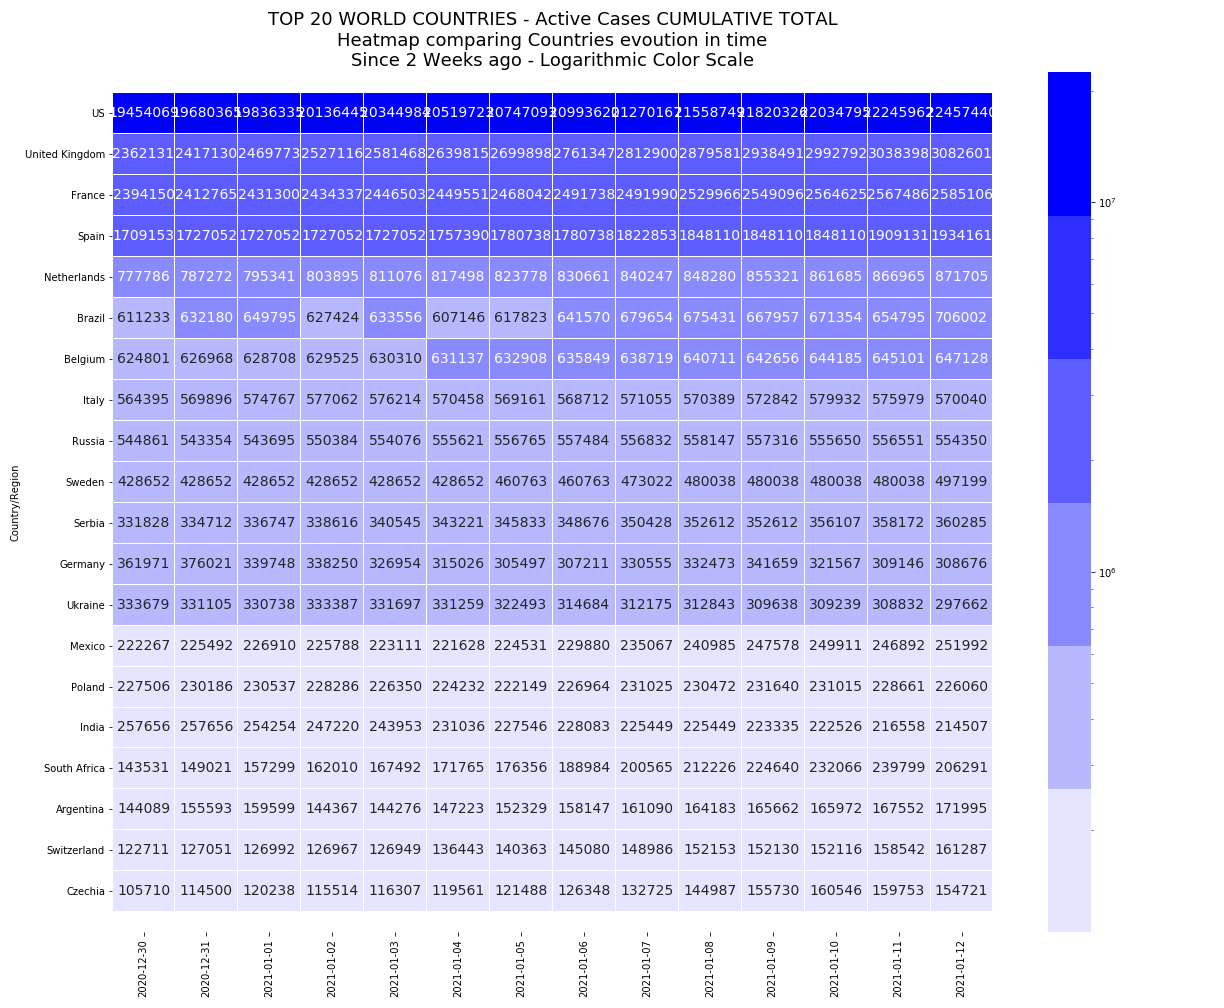 TOP 20 WORLD COUNTRIES - Active Cases CUMULATIVE TOTAL
Heatmap comparing Countries evoution in time
Since 2 Weeks ago - Logarithmic Color Scale
US 19454069 19680365 19836335 20136445 20344984 20519723 20747093 20993620 21270167 21558749 21820326 22034795 22245962 22457440
United Kingdom 2362131 2417130 2469773 2527116 2581468 2639815 2699898 2761347 2812900 2879581 2938491 2992792 3038398 3082601
France 2394150 2412765 2431300 2434337 2446503 2449551 2468042 2491738 2491990 2529966 2549096 2564625 2567486 2585106
Spain 1709153 1727052 1727052 1727052 1727052 1757390 1780738 1780738 1822853 1848110 1848110 1848110 1909131 1934161
Netherlands 777786 787272 795341 803895 811076 817498 823778 830661 840247 848280 855321 861685 866965 871705
Brazil 611233 632180 649795 627424 633556 607146 617823 641570 679654 675431 667957 671354 654795 706002
Belgium 624801 626968 628708 629525 630310 631137 632908 635849 638719 640711 642656 644185 645101 647128
Italy 564395 569896 574767 577062 576214 570458 569161 568712 571055 570389 572842 579932 575979 570040
Russia 544861 543354 543695 550384 554076 555621 556765 557484 556832 558147 557316 555650 556551 554350
Sweden 428652 428652 428652 428652 428652 428652 460763 460763 473022 480038 480038 480038 480038 497199
Serbia 331828 334712 336747 338616 340545 343221 345833 348676 350428 352612 352612 356107 358172 360285
Germany 361971 376021 339748 338250 326954 315026 305497 307211 330555 332473 341659 321567 309146 308676
Ukraine 333679 331105 330738 333387 331697 331259 322493 314684 312175 312843 309638 309239 308832 297662
Mexico 222267 225492 226910 225788 223111 221628 224531 229880 235067 240985 247578 249911 246892 251992
Poland 227506 230186 230537 228286 226350 224232 222149 226964 231025 230472 231640 231015 228661 226060
India 257656 257656 254254 247220 243953 231036 227546 228083 225449 225449 223335 222526 216558 214507
South Africa 143531 149021 157299 162010 167492 171765 176356 188984 200565 212226 224640 232066 239799 206291
Argentina 144089 155593 159599 144367 144276 147223 152329 158147 161090 164183 165662 165972 167552 171995
Switzerland 122711 127051 126992 126967 126949 136443 140363 145080 148986 152153 152130 152116 158542 161287
Czechia 105710 114500 120238 115514 116307 119561 121488 126348 132725 144987 155730 160546 159753 154721
2020-12-30 2020-12-31 2021-01-01 2021-01-02 2021-01-03 2021-01-04 2021-01-05 2021-01-06 2021-01-07 2021-01-08 2021-01-09 2021-01-10 2021-01-11 2021-01-12
Country/Region
10⁷
10⁶